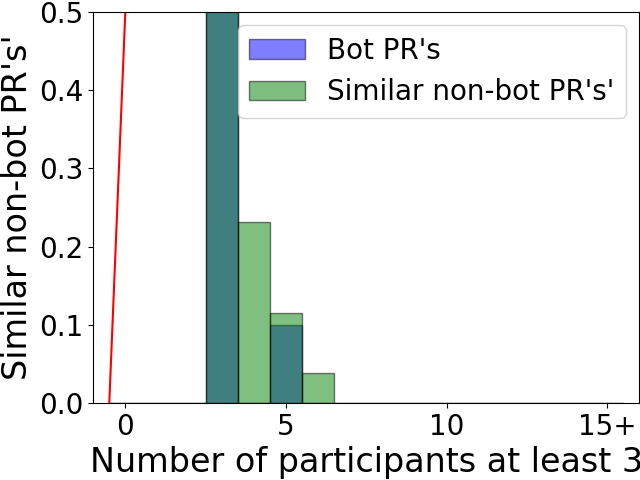 Similar non-bot PR's'
0.5
0.4
0.3
0.2
0.1
0.0
Bot PR's
Similar non-bot PR's'
0
5
10
15+
Number of participants at least 3